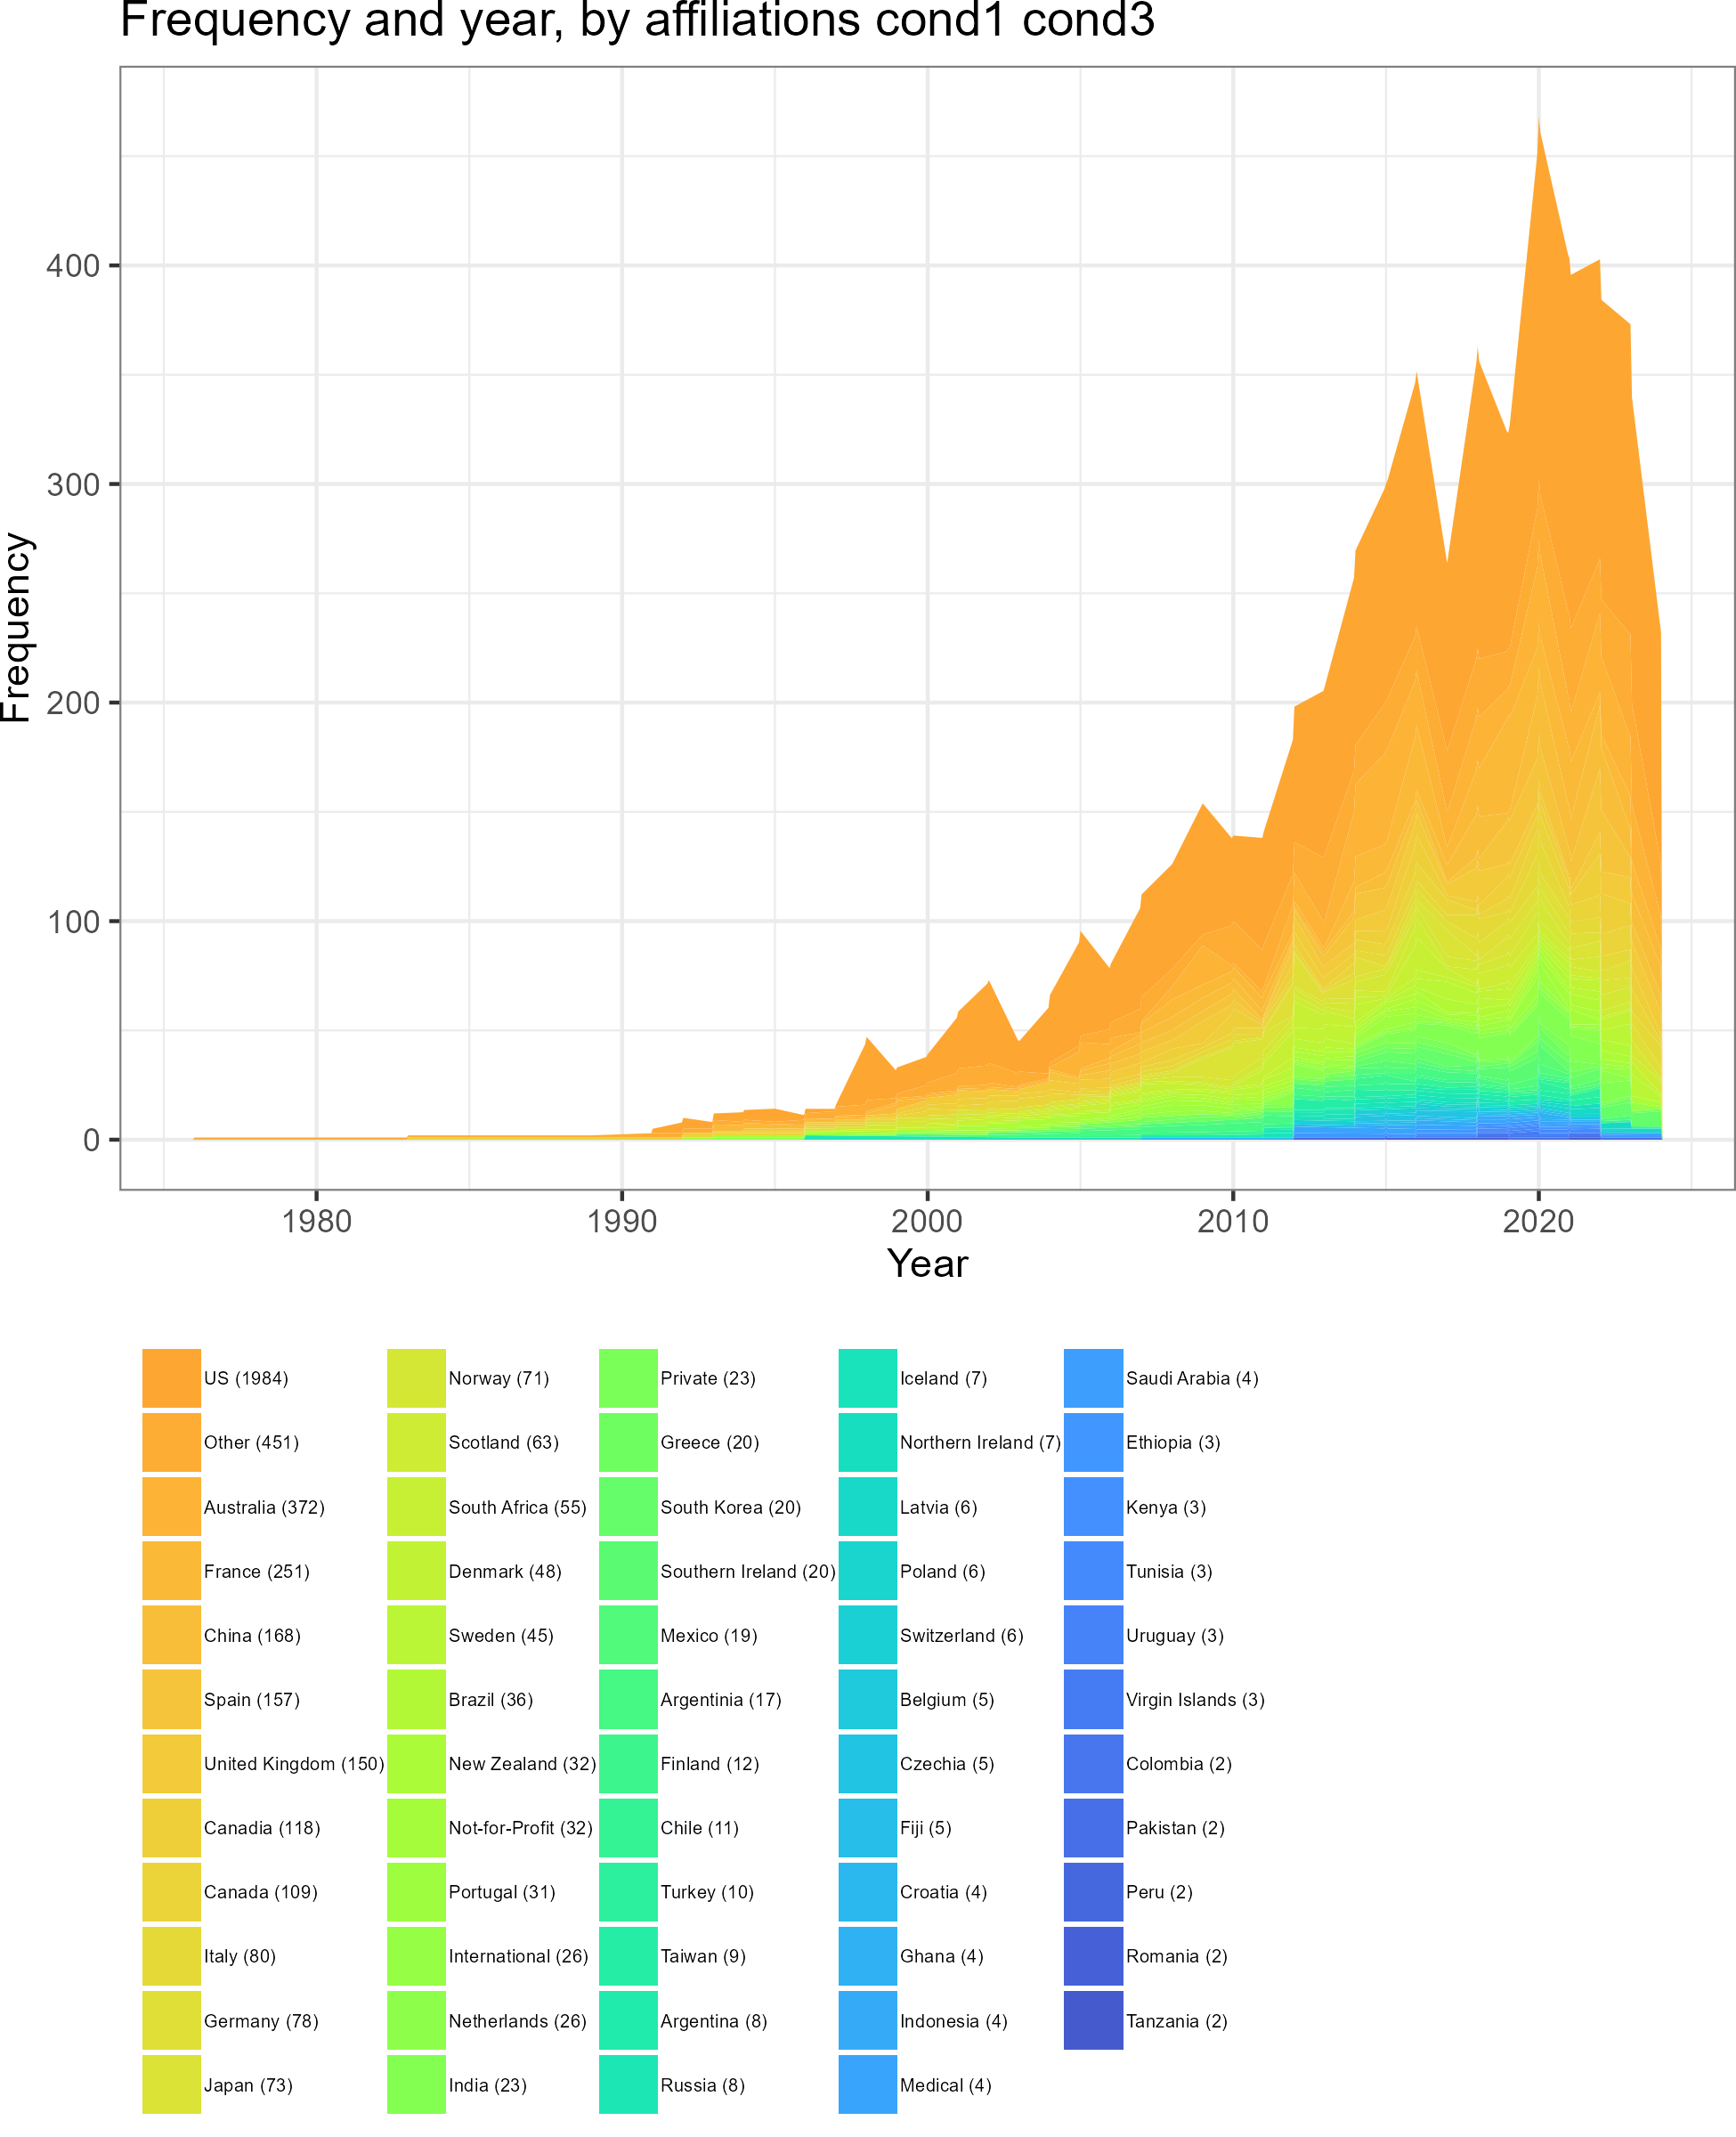 Frequency and year, by affiliations cond1 cond3
Frequency
400
300
200
100
0
1980 1990 2000 2010 2020
Year
US (1984)
Other (451)
Australia (372)
France (251)
China (168)
Spain (157)
United Kingdom (150)
Canadia (118)
Canada (109)
Italy (80)
Germany (78)
Japan (73)
Norway (71)
Scotland (63)
South Africa (55)
Denmark (48)
Sweden (45)
Brazil (36)
New Zealand (32)
Not-for-Profit (32)
Portugal (31)
International (26)
Netherlands (26)
India (23)
Private (23)
Greece (20)
South Korea (20)
Southern Ireland (20)
Mexico (19)
Argentinia (17)
Finland (12)
Chile (11)
Turkey (10)
Taiwan (9)
Argentina (8)
Russia (8)
Iceland (7)
Northern Ireland (7)
Latvia (6)
Poland (6)
Switzerland (6)
Belgium (5)
Czechia (5)
Fiji (5)
Croatia (4)
Ghana (4)
Indonesia (4)
Medical (4)
Saudi Arabia (4)
Ethiopia (3)
Kenya (3)
Tunisia (3)
Uruguay (3)
Virgin Islands (3)
Colombia (2)
Pakistan (2)
Peru (2)
Romania (2)
Tanzania (2)